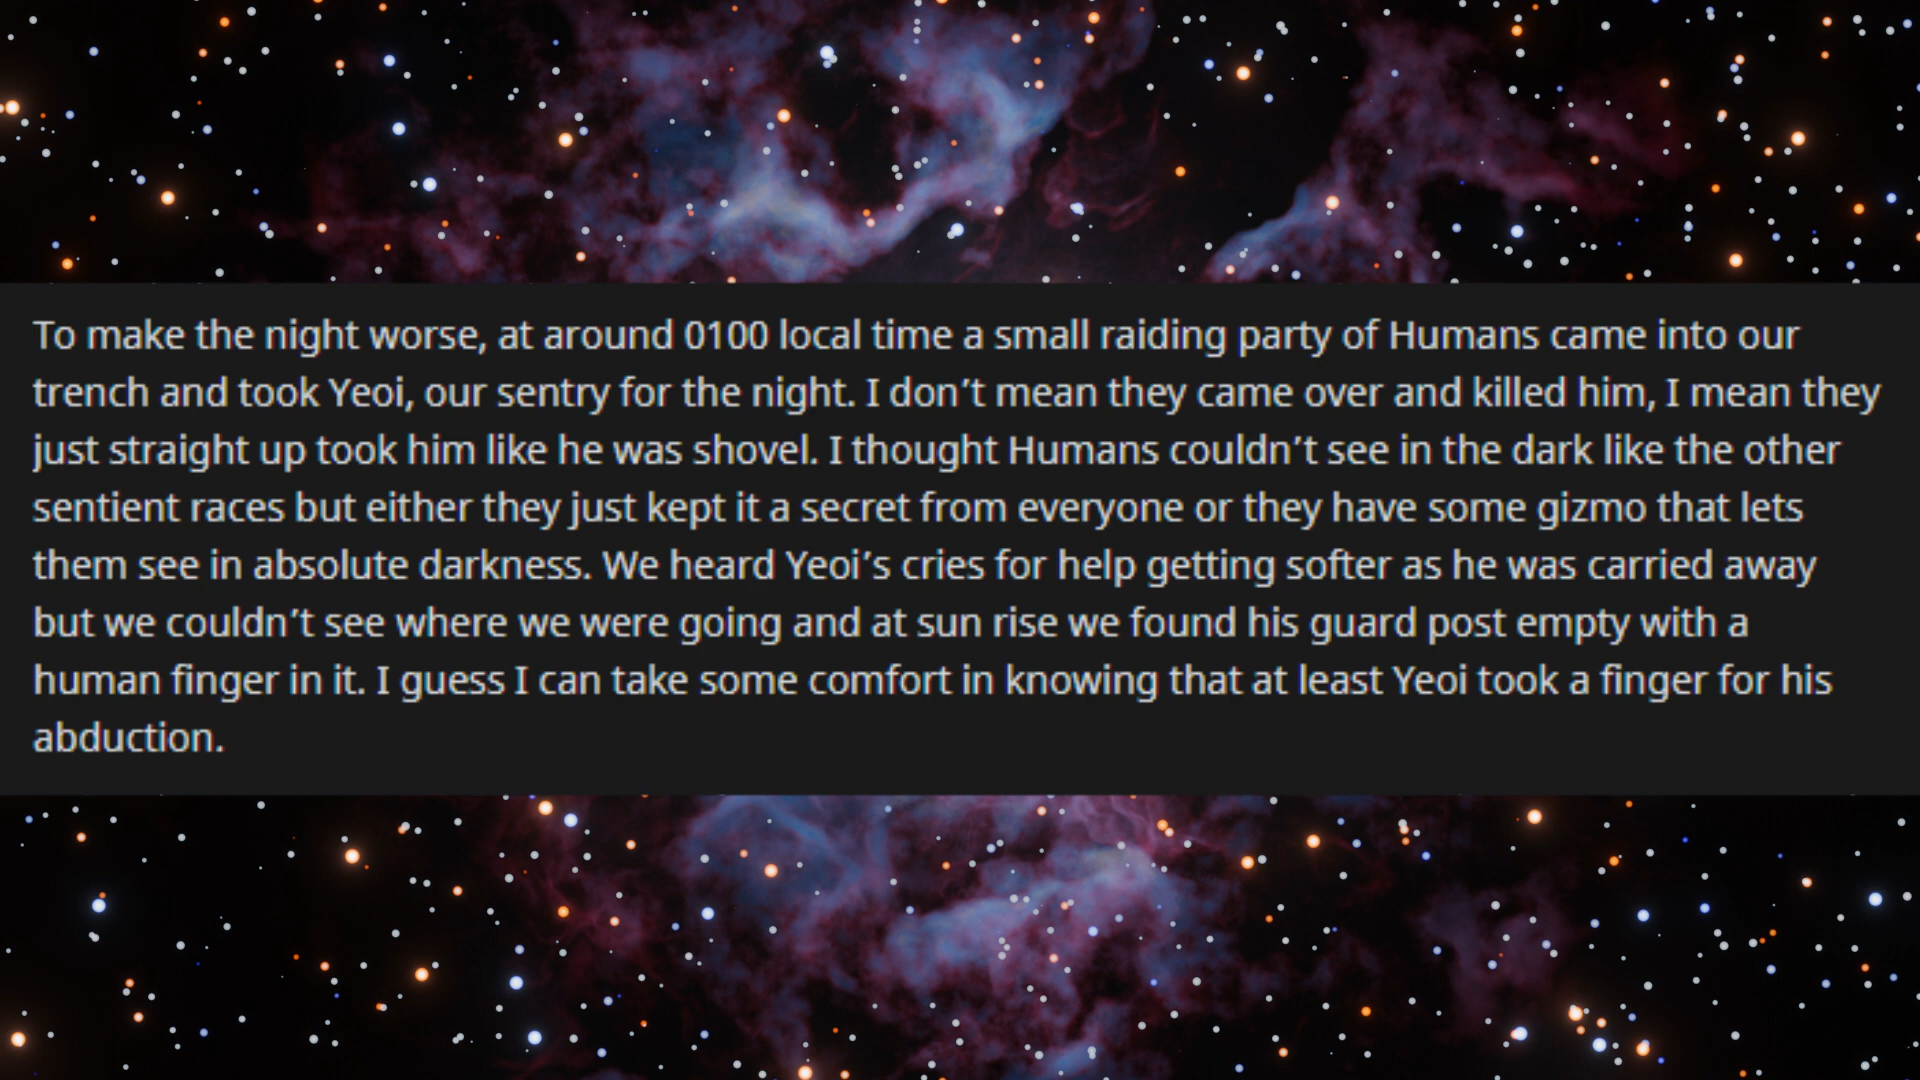 To make the night worse, at around 0100 local time a small raiding party of Humans came into our
trench and took Yeoi, our sentry for the night. I don’t mean they came over and killed him, I mean they
just straight up took him like he was shovel. I thought Humans couldn’t see in the dark like the other
sentient races but either they just kept it a secret from everyone or they have some gizmo that lets
them see in absolute darkness. We heard Yeoi’s cries for help getting softer as he was carried away
but we couldn’t see where we were going and at sun rise we found his guard post empty with a
human finger in it. I guess I can take some comfort in knowing that at least Yeoi took a finger for his
abduction.